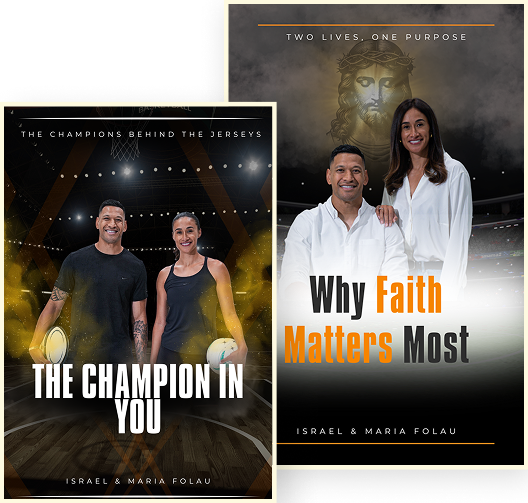 BASKETBALL
THE CHAMPIONS BEHIND THE JERSEYS
THE CHAMPION IN
YOU
ISRAEL & MARIA FOLAU
TWO LIVES, ONE PURPOSE
Why Faith
Matters Most
ISRAEL & MARIA FOLAU